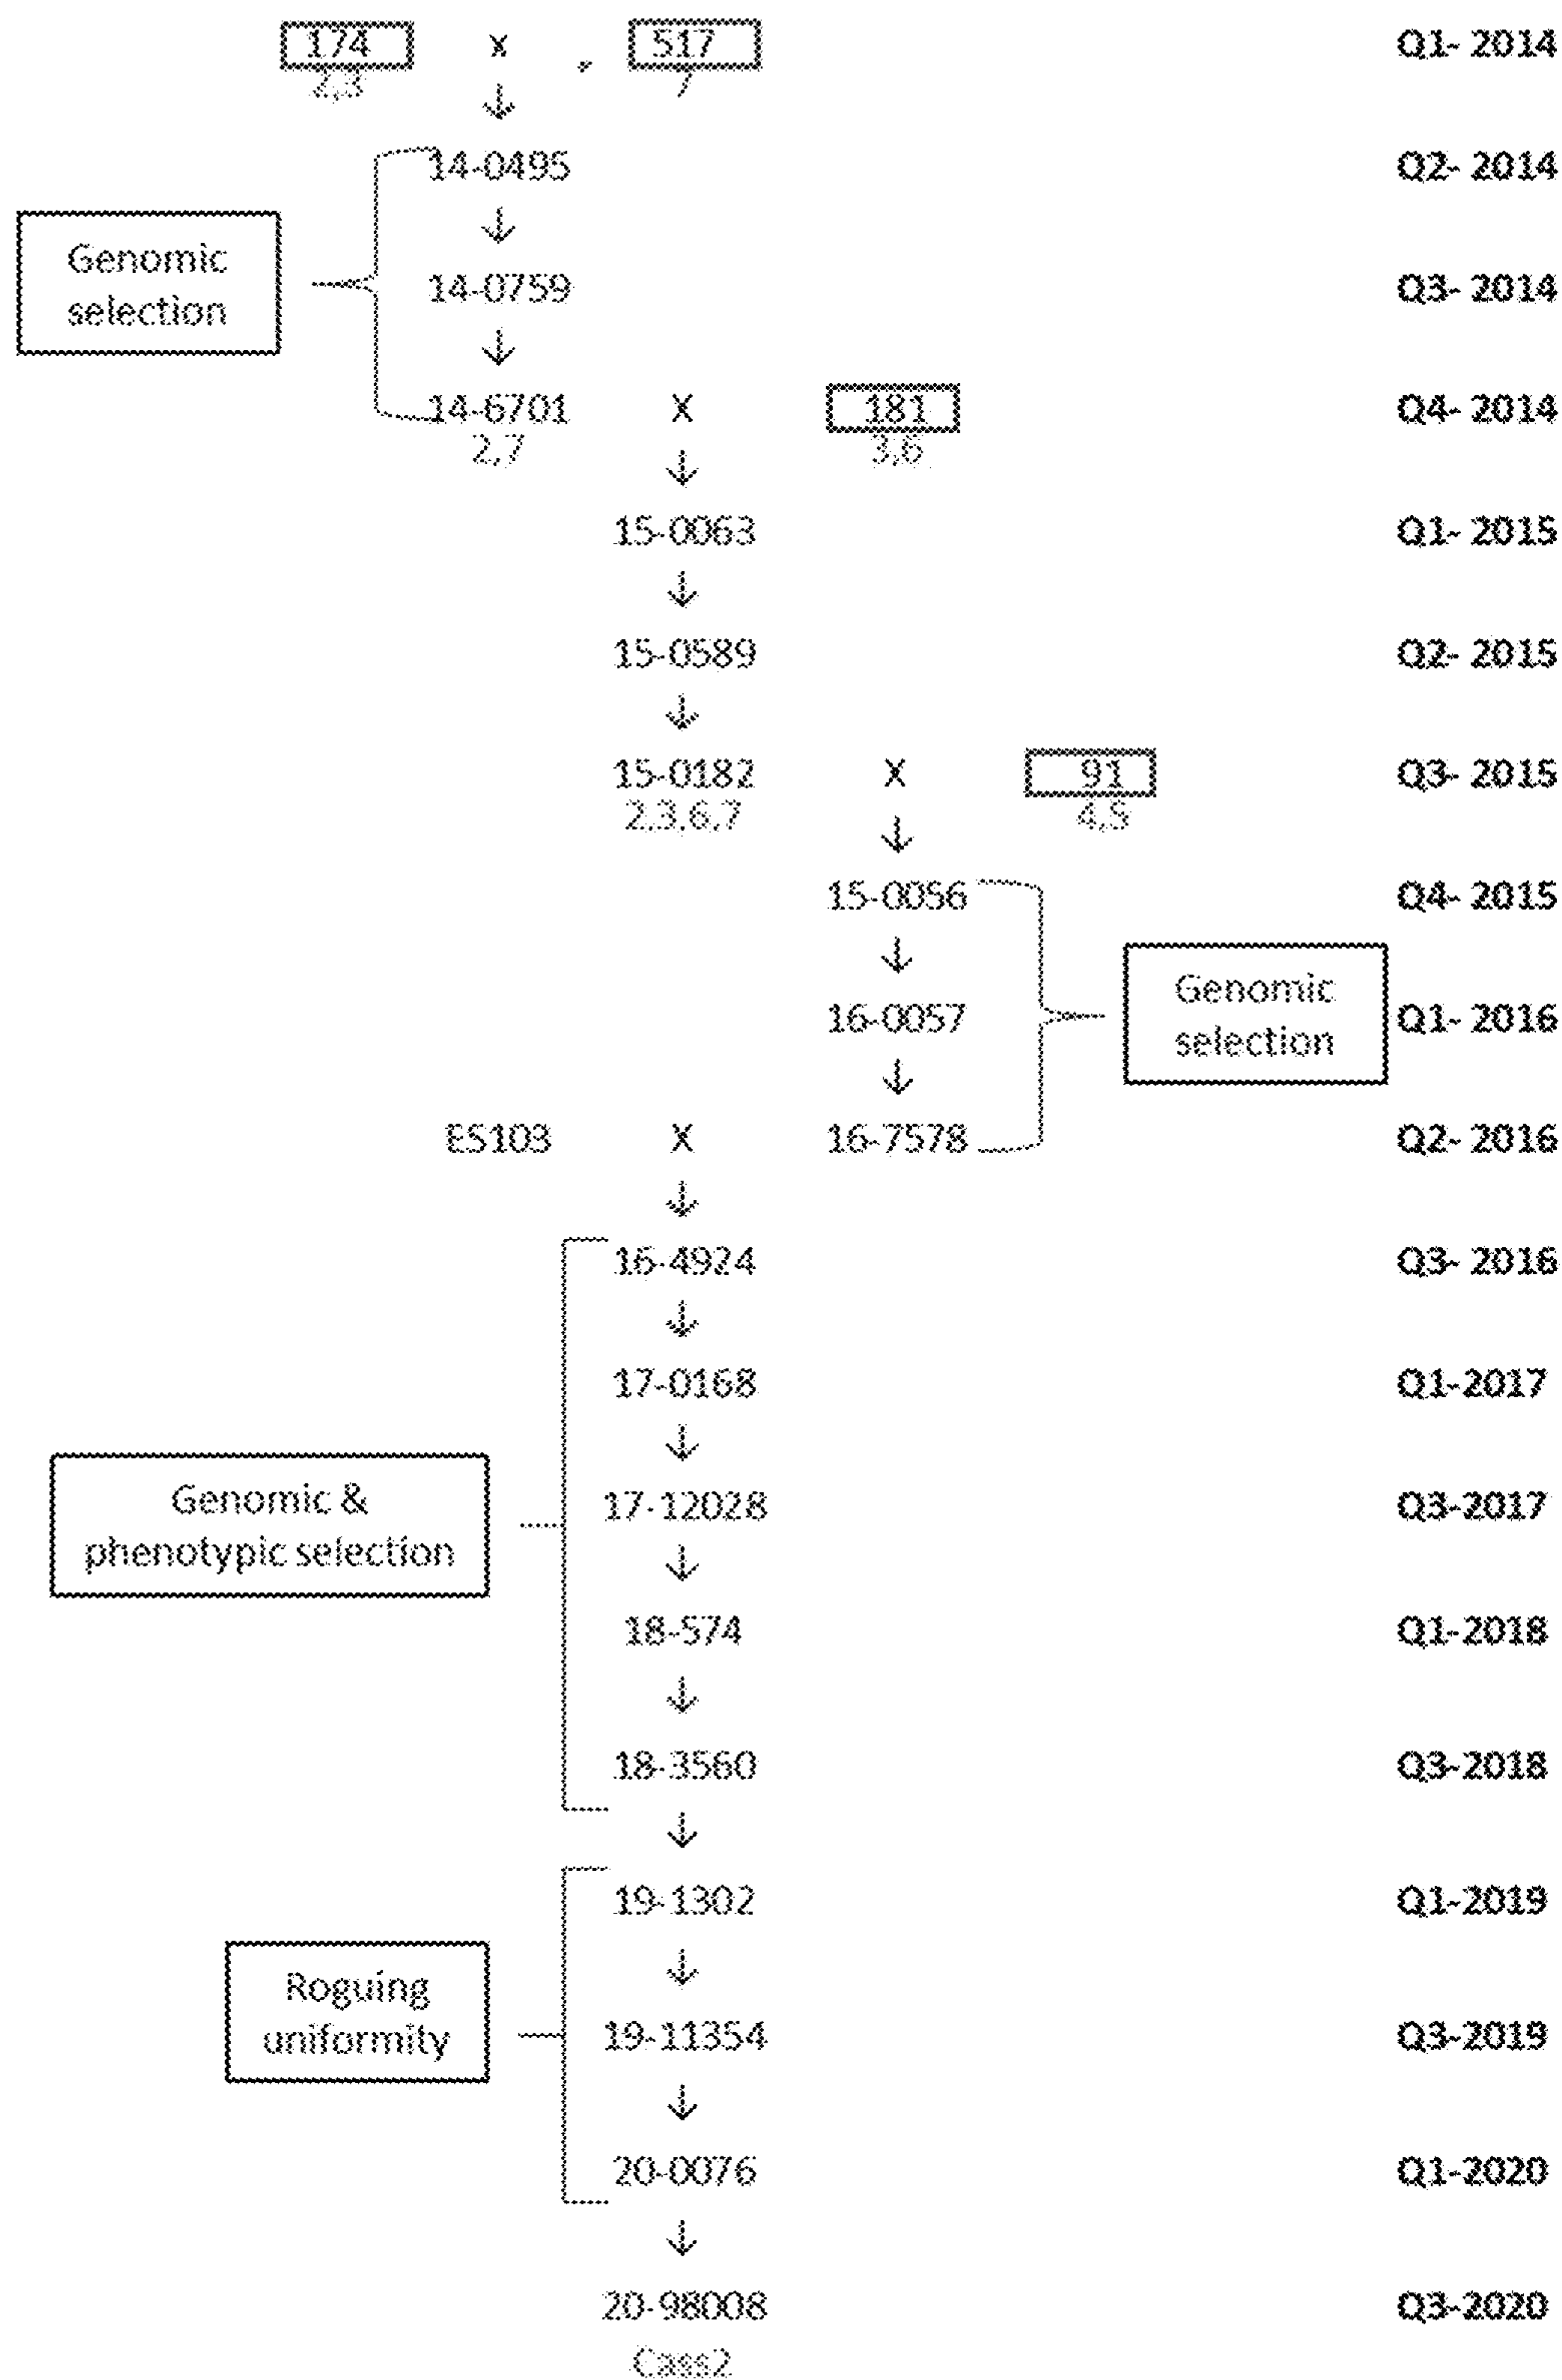 174 x , 517 Q1- 2014
2,3 7
14-0495 Q2- 2014
Genomic
selection
14-0759 Q3- 2014
14-6701 X 181 Q4- 2014
2,7 3,6
15-0063 Q1- 2015
15-0589 Q2- 2015
15-0182 X 91 Q3- 2015
2,3,6,7 4,5
15-0056 Q4- 2015
Genomic
selection
16-0057 Q1- 2016
ES103 X 16-7578 Q2- 2016
16-4924 Q3- 2016
17-0168 Q1-2017
Genomic &
phenotypic selection
17-12028 Q3-2017
18-574 Q1-2018
18-3560 Q3-2018
19-1302 Q1-2019
Roguing
uniformity
19-11354 Q3-2019
20-0076 Q1-2020
20-98008 Q3-2020
Cass2